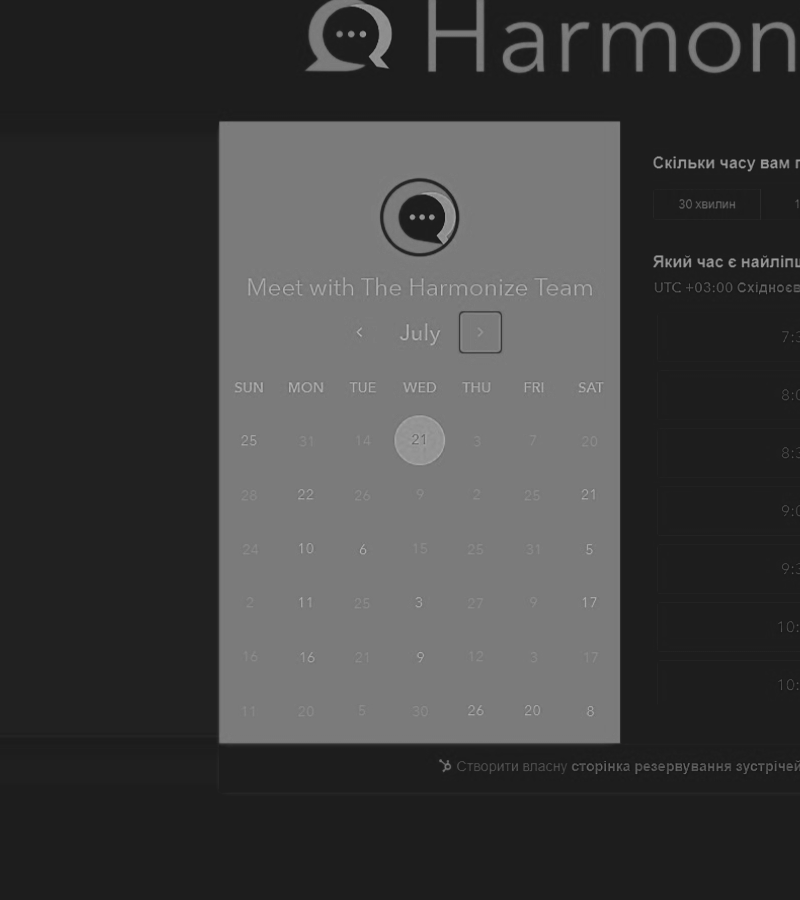 Harmon
Meet with The Harmonize Team
July
SUN MON TUE WED THU FRI SAT
25 31 14 21 3 7 20
28 22 26 9 2 25 21
24 10 6 15 25 31 5
2 11 25 3 27 9 17
16 16 21 9 12 3 17
11 20 5 30 26 20 8
Скільки часу вам
30 хвилин
Який час є
UTC +03:00
7:3
8:0
8:3
9:0
9:3
10:
10:
Створити власну сторінка резервування зустрічей